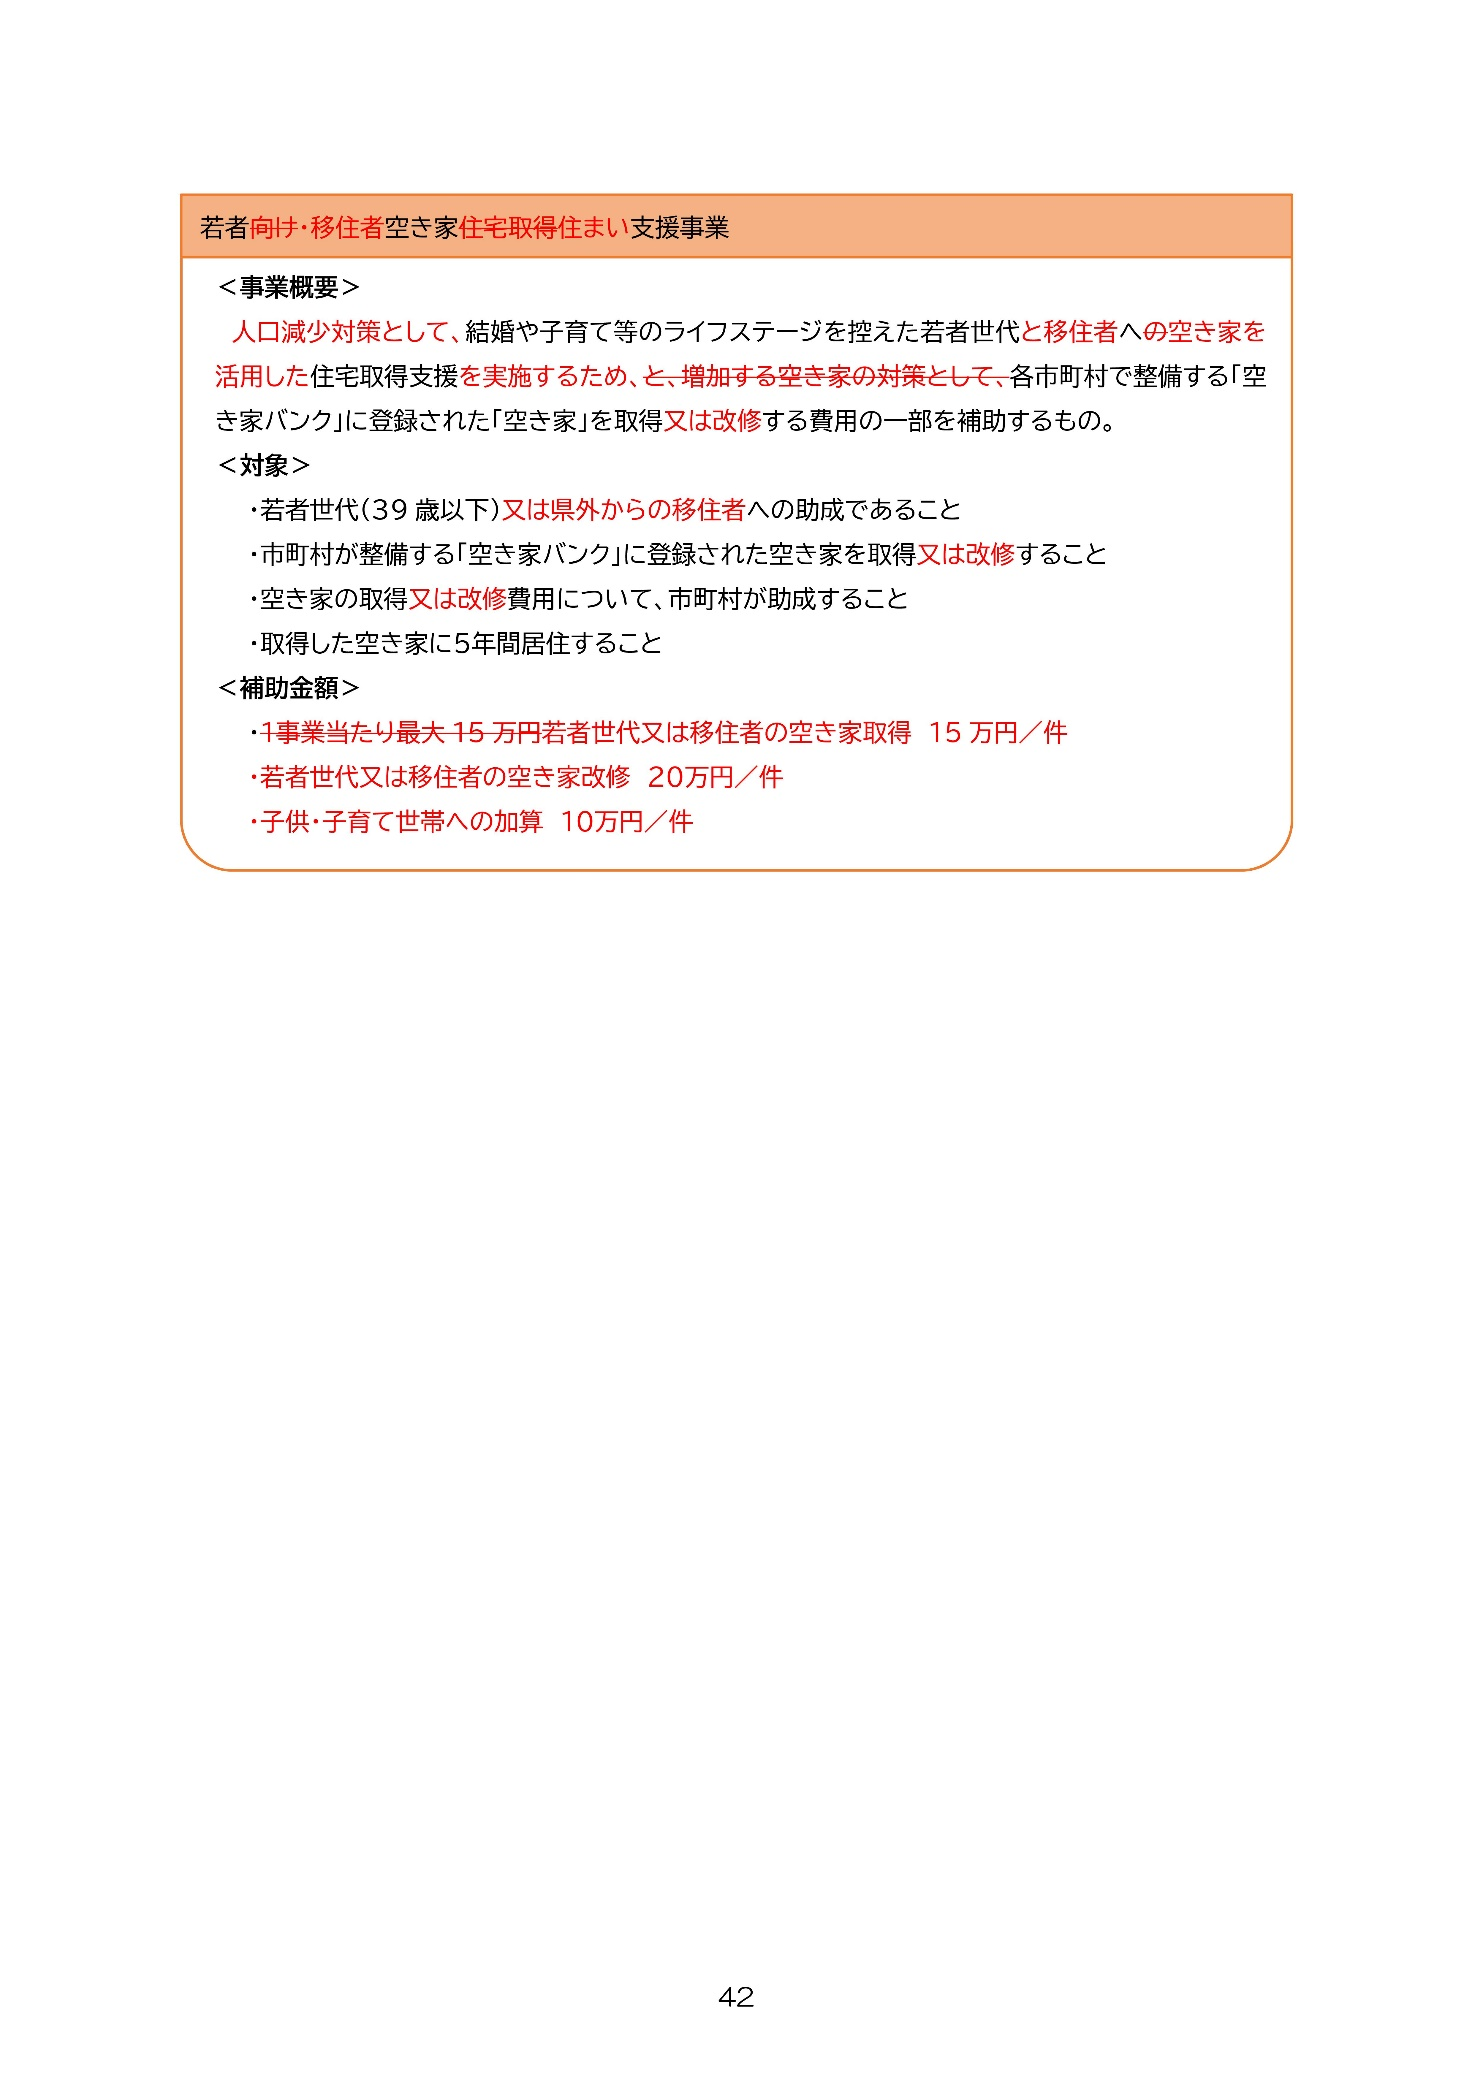 若者向け・移住者空き家住宅取得住まい支援事業
＜事業概要＞
人口減少対策として、結婚や子育て等のライフステージを控えた若者世代と移住者への空き家を
活用した住宅取得支援を実施するため、と、増加する空き家の対策として、各市町村で整備する「空
き家バンク」に登録された「空き家」を取得又は改修する費用の一部を補助するもの。
＜対象＞
・若者世代（39 歳以下）又は県外からの移住者への助成であること
・市町村が整備する「空き家バンク」に登録された空き家を取得又は改修すること
・空き家の取得又は改修費用について、市町村が助成すること
・取得した空き家に5年間居住すること
＜補助金額＞
・1事業当たり最大 15 万円若者世代又は移住者の空き家取得 15 万円／件
・若者世代又は移住者の空き家改修 20万円／件
・子供・子育て世帯への加算 10万円／件
42